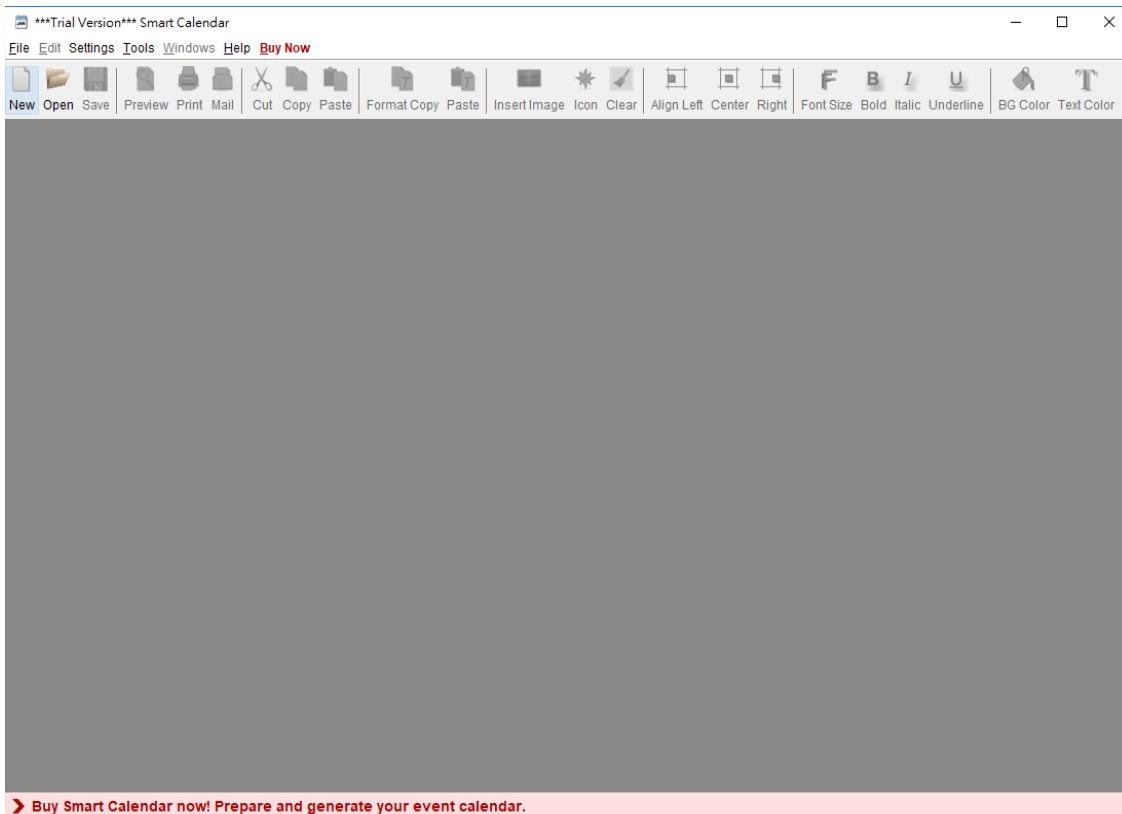 ***Trial Version*** Smart Calendar
File Edit Settings Tools Windows Help Buy Now
New Open Save Preview Print Mail Cut Copy Paste Format Copy Paste Insert Image Icon Clear Align Left Center Right Font Size Bold Italic Underline BG Color Text Color
Buy Smart Calendar now! Prepare and generate your event calendar.